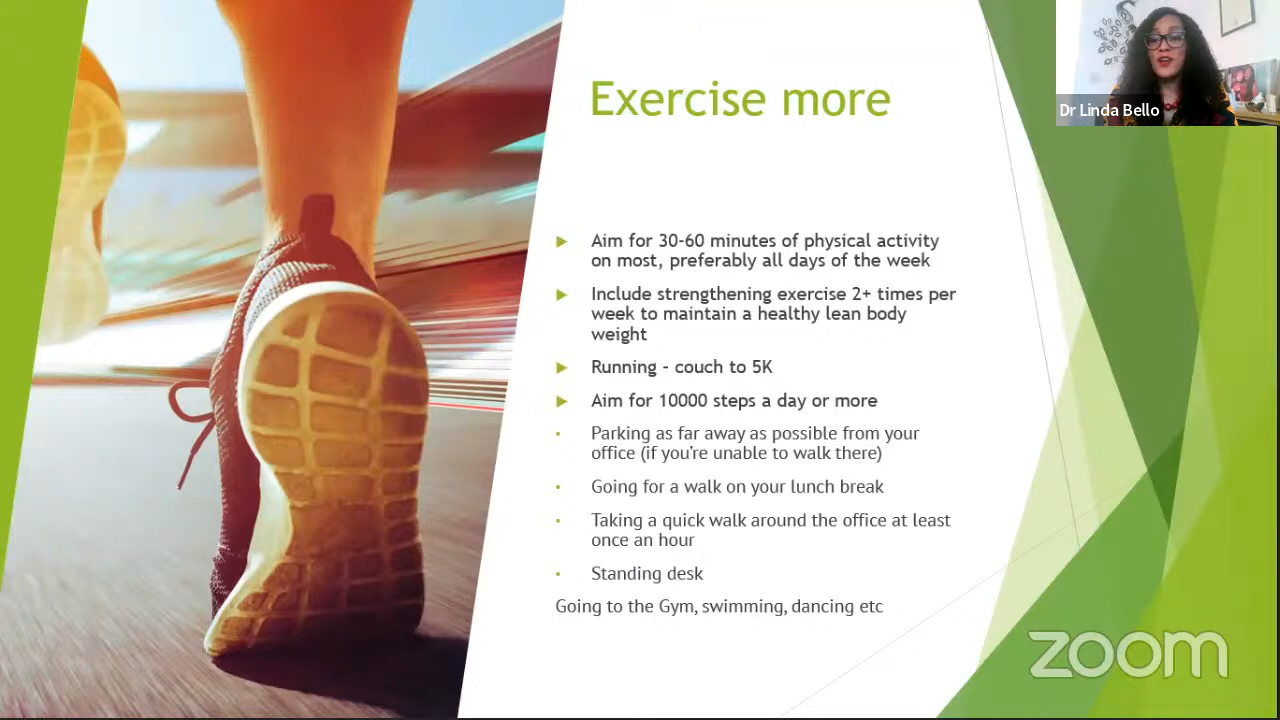 Exercise more
Dr Linda Bello
Aim for 30-60 minutes of physical activity
on most, preferably all days of the week
Include strengthening exercise 2+ times per
week to maintain a healthy lean body
weight
Running - couch to 5K
Aim for 10000 steps a day or more
Parking as far away as possible from your
office (if you're unable to walk there)
Going for a walk on your lunch break
Taking a quick walk around the office at least
once an hour
Standing desk
Going to the Gym, swimming, dancing etc
zoom